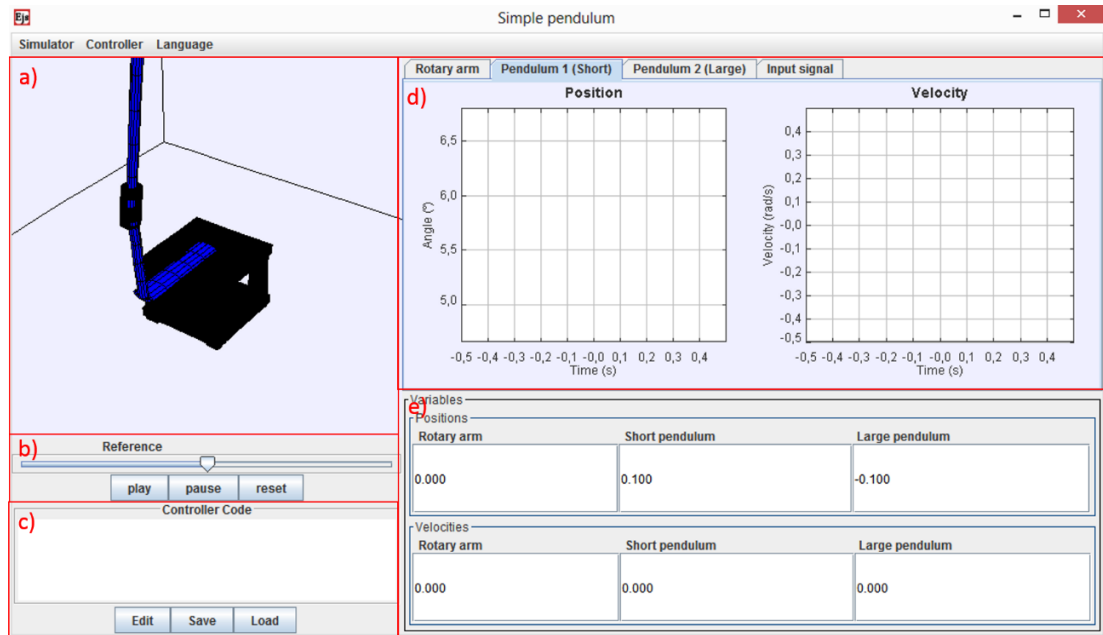 Ejs
Simple pendulum
Simulator Controller Language
a)
b)
Reference
play pause reset
c)
Controller Code
Edit Save Load
Rotary arm Pendulum 1 (Short) Pendulum 2 (Large) Input signal
d)
Position
Angle (º)
6,5
6,0
5,5
5,0
-0,5 -0,4 -0,3 -0,2 -0,1 -0,0 0,1 0,2 0,3 0,4
Time (s)
Velocity
Velocity (rad/s)
0,4
0,3
0,2
0,1
-0,0
-0,1
-0,2
-0,3
-0,4
-0,5
-0,5 -0,4 -0,3 -0,2 -0,1 -0,0 0,1 0,2 0,3 0,4
Time (s)
e)
Variables
Positions
Rotary arm Short pendulum Large pendulum
0.000 0.100 -0.100
Velocities
Rotary arm Short pendulum Large pendulum
0.000 0.000 0.000